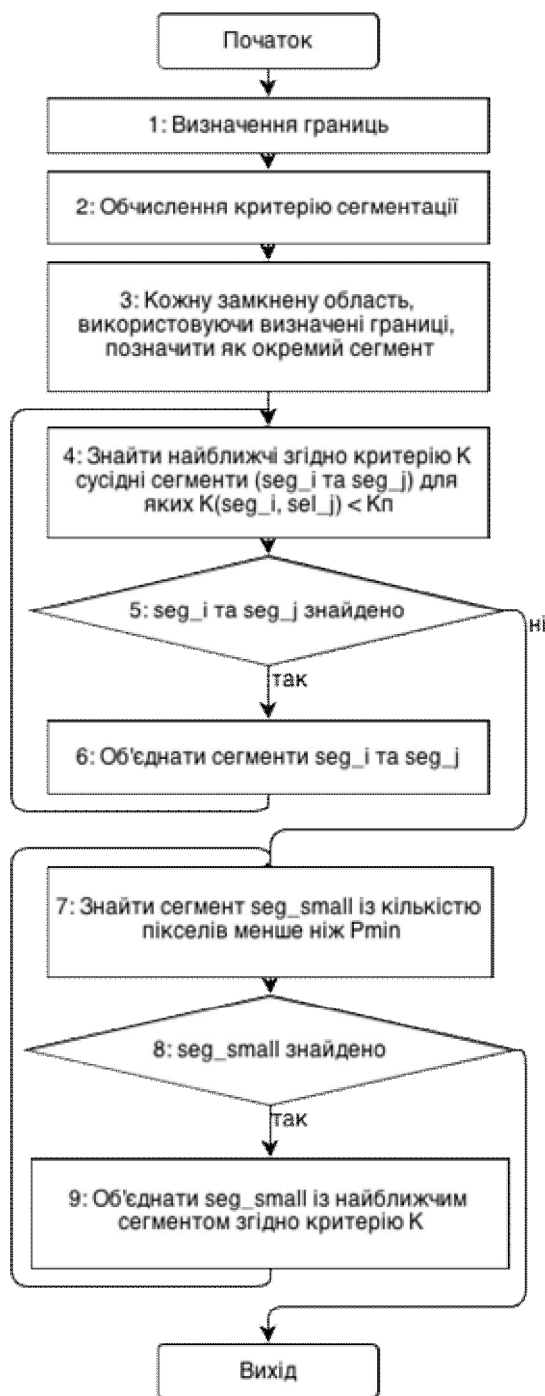 Початок
1: Визначення границь
2: Обчислення критерію сегментації
3: Кожну замкнену область,
використовуючи визначені границі,
позначити як окремий сегмент
4: Знайти найближчі згідно критерію K
сусідні сегменти (seg_i та seg_j) для
яких K(seg_i, sel_j) < Kп
5: seg_i та seg_j знайдено
ні
так
6: Об'єднати сегменти seg_i та seg_j
7: Знайти сегмент seg_small із кількістю
пікселів менше ніж Pmin
8: seg_small знайдено
так
9: Об'єднати seg_small із найближчим
сегментом згідно критерію K
Вихід